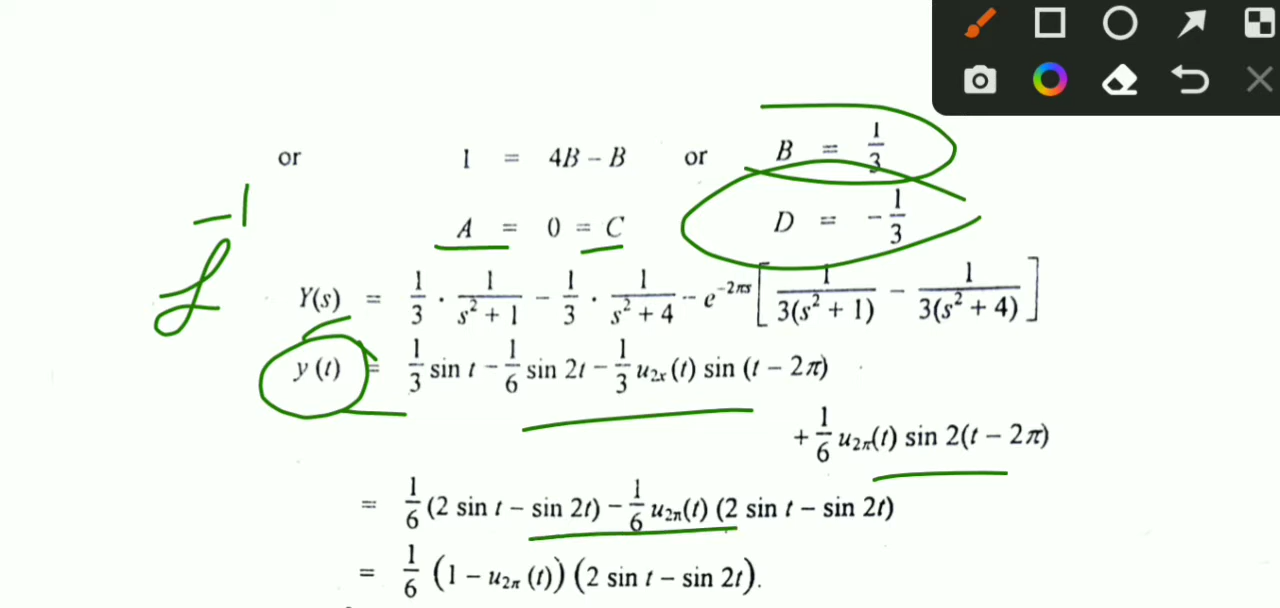 or 1 = 4B – B or B = 1/3
A = 0 = C D = – 1/3
ℒ⁻¹
Y(s) = 1/3 · 1/(s² + 1) – 1/3 · 1/(s² + 4) – e^(–2πs) [ 1/(3(s² + 1)) – 1/(3(s² + 4)) ]
y (t) = 1/3 sin t – 1/6 sin 2t – 1/3 u₂π(t) sin (t – 2π)
+ 1/6 u₂π(t) sin 2(t – 2π)
= 1/6 (2 sin t – sin 2t) – 1/6 u₂π(t) (2 sin t – sin 2t)
= 1/6 (1 – u₂π (t)) (2 sin t – sin 2t).